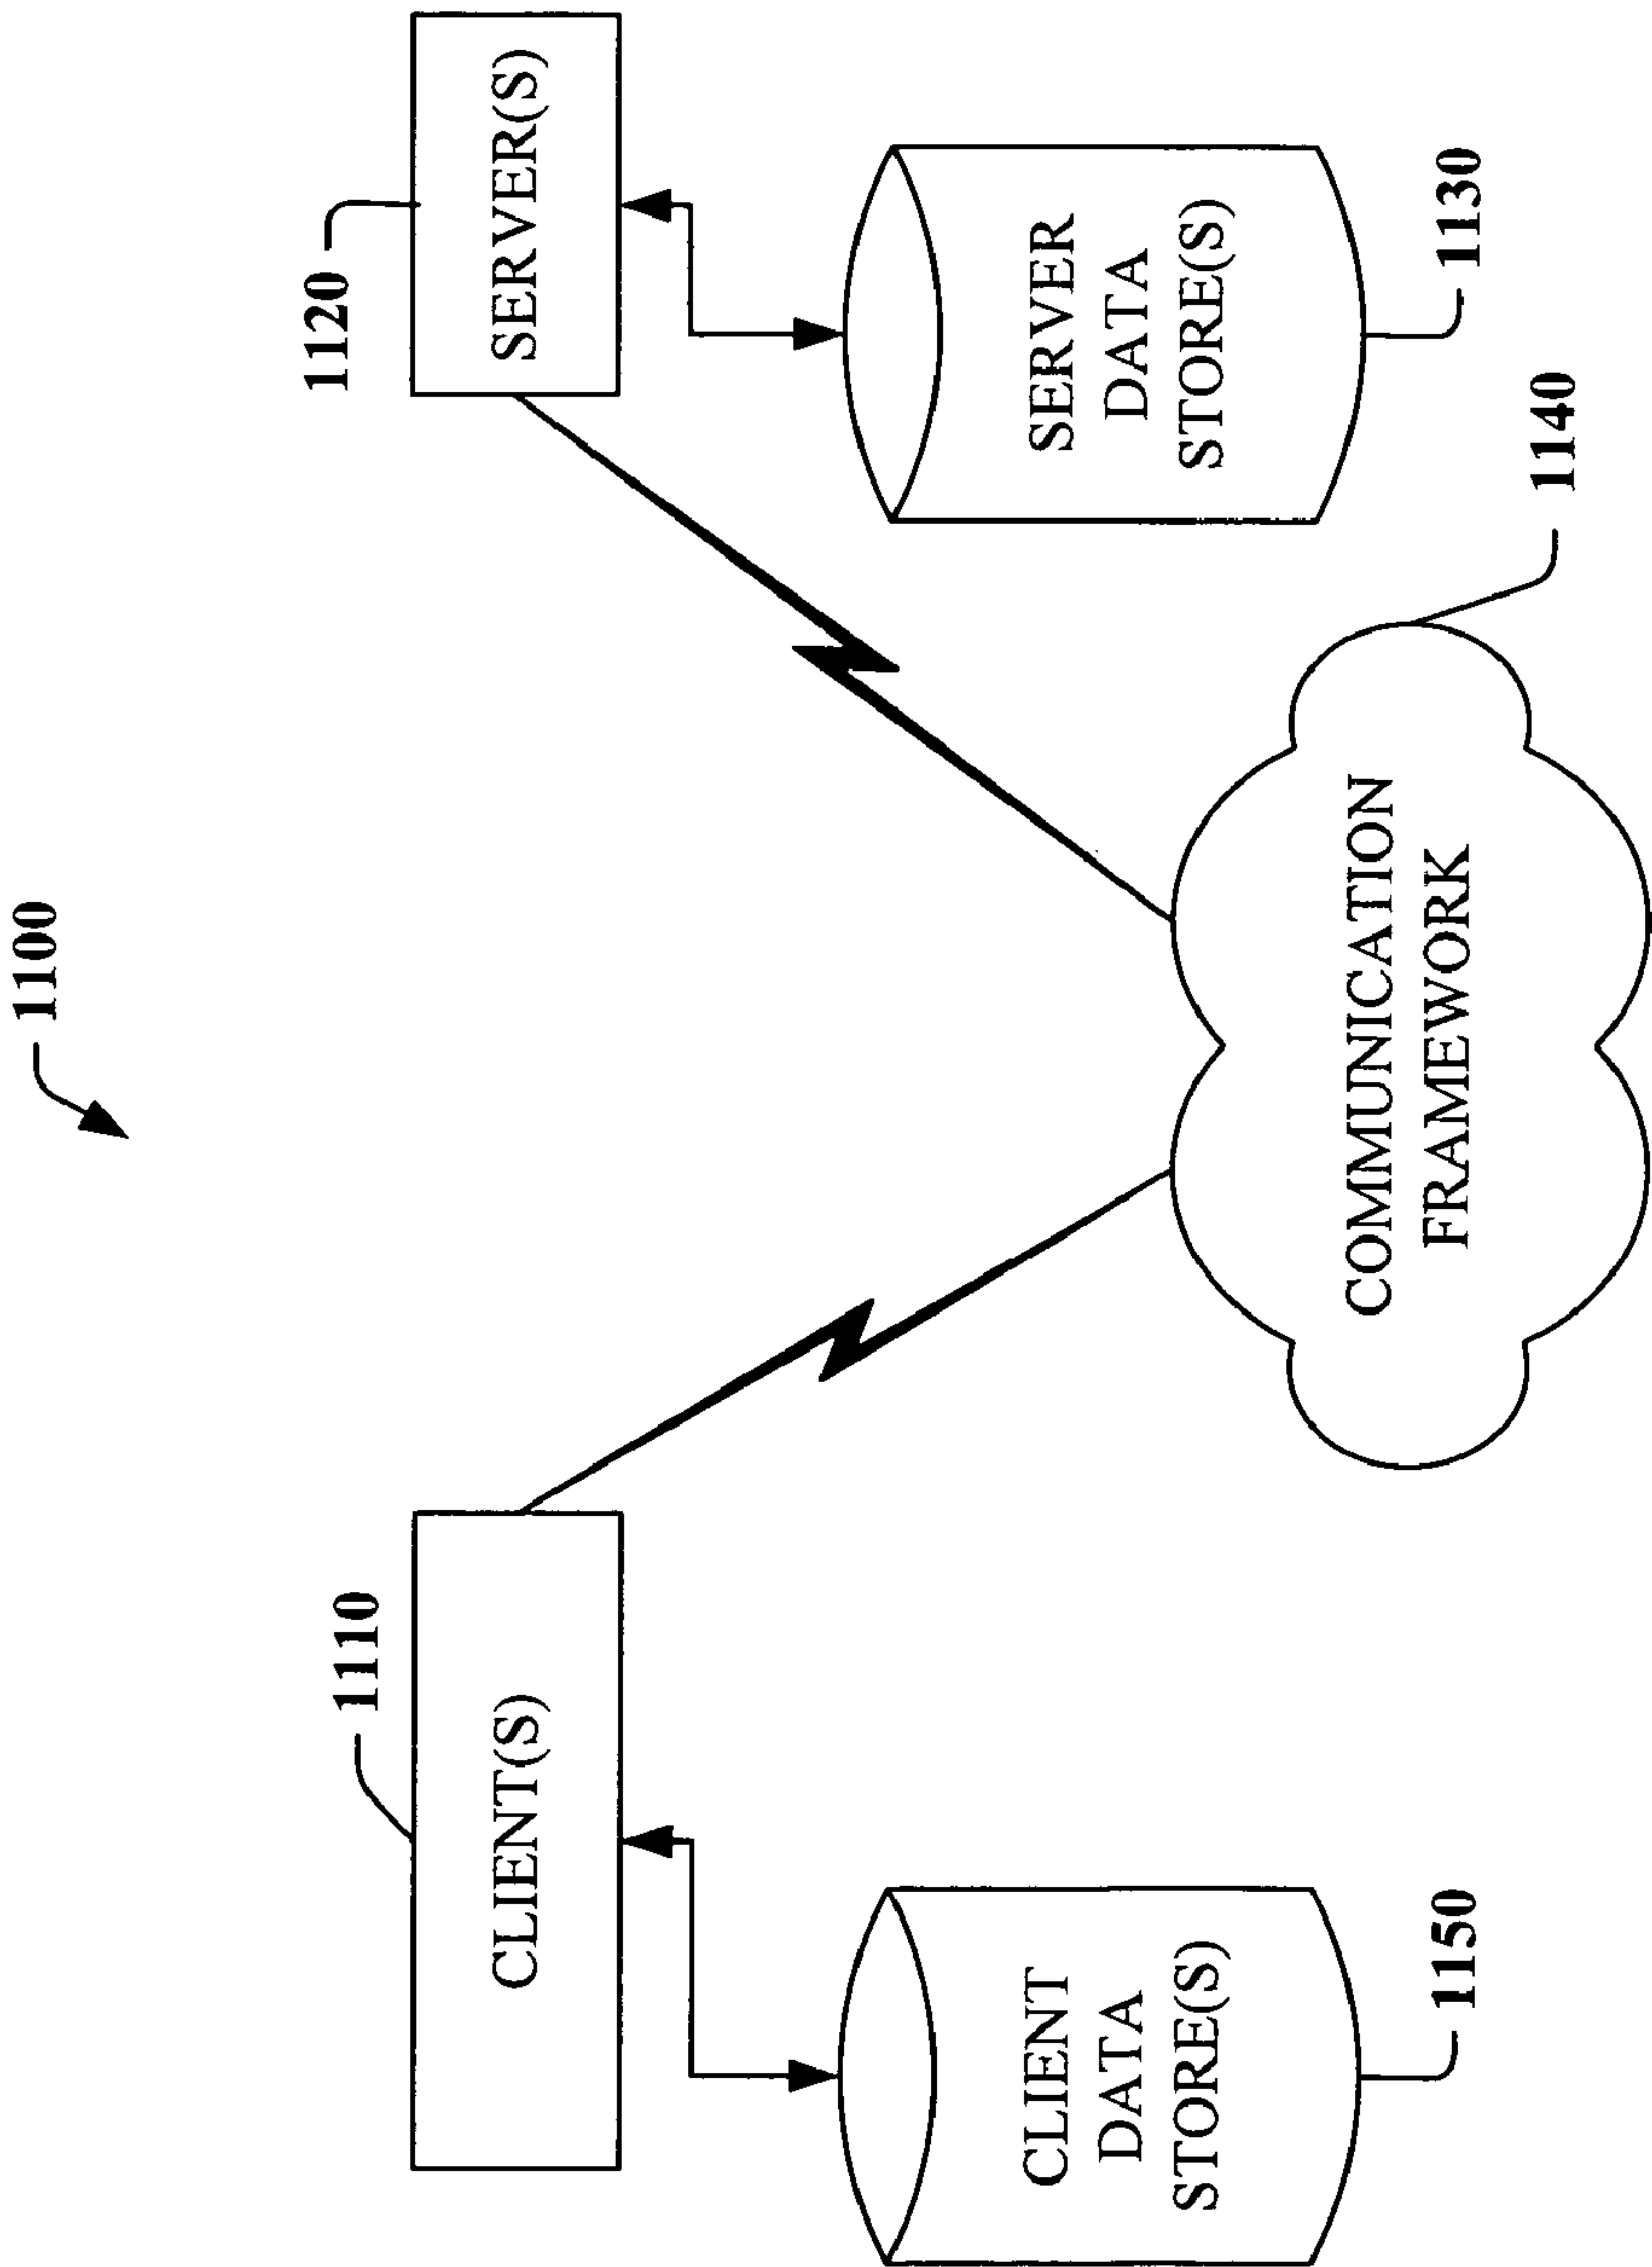 1100
1110
CLIENT(S)
1120
SERVER(S)
CLIENT
DATA
STORE(S)
1150
SERVER
DATA
STORE(S)
1130
COMMUNICATION
FRAMEWORK
1140